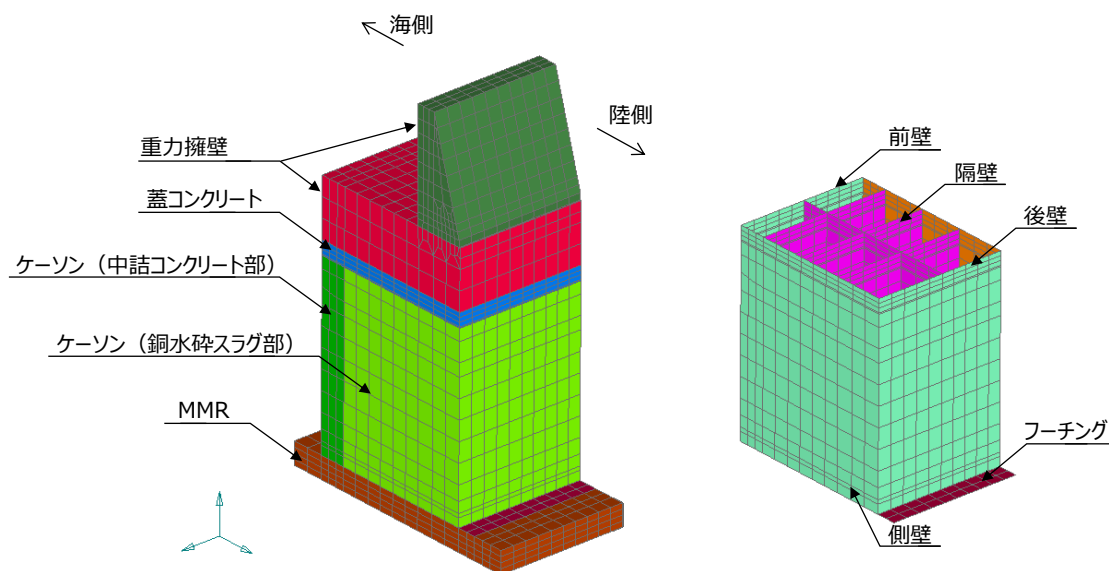 海側
陸側
重力擁壁
蓋コンクリート
ケーソン（中詰コンクリート部）
ケーソン（銅水砕スラグ部）
MMR
前壁
隔壁
後壁
フーチング
側壁